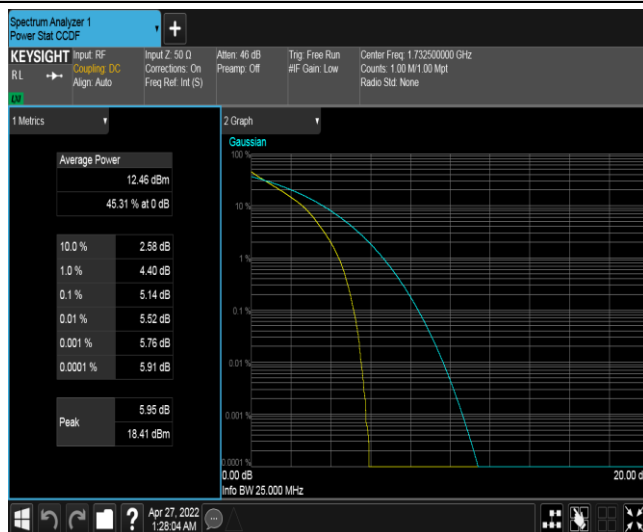 Spectrum Analyzer 1
Power Stat CCDF
+
KEYSIGHT
RL
LXI
Input: RF
Coupling: DC
Align: Auto
Input Z: 50 Ω
Corrections: On
Freq Ref: Int (S)
Atten: 46 dB
Preamp: Off
Trig: Free Run
#IF Gain: Low
Center Freq: 1.732500000 GHz
Counts: 1.00 M/1.00 Mpt
Radio Std: None
1 Metrics
Average Power
12.46 dBm
45.31 % at 0 dB
10.0 % 2.58 dB
1.0 % 4.40 dB
0.1 % 5.14 dB
0.01 % 5.52 dB
0.001 % 5.76 dB
0.0001 % 5.91 dB
Peak
5.95 dB
18.41 dBm
2 Graph
Gaussian
100 %
10 %
1 %
0.1 %
0.01 %
0.001 %
0.0001 %
0.00 dB 20.00 d
Info BW 25.000 MHz
?
Apr 27, 2022
1:28:04 AM